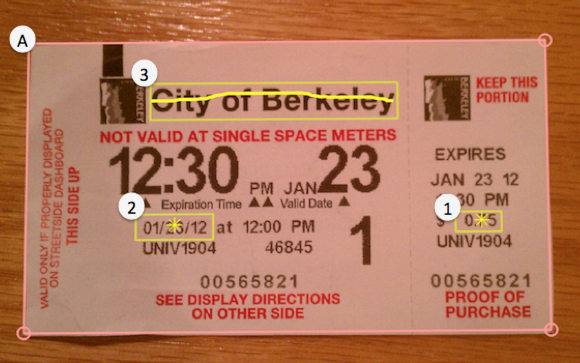 A
3
City of Berkeley
BERKELEY
NOT VALID AT SINGLE SPACE METERS
12:30 PM JAN 23
▲ Expiration Time ▲▲ Valid Date ▲
2
at 12:00 PM
1
UNIV1904 46845
00565821
SEE DISPLAY DIRECTIONS
ON OTHER SIDE
VALID ONLY IF PROPERLY DISPLAYED
ON STREETSIDE DASHBOARD
THIS SIDE UP
BERKELEY
KEEP THIS
PORTION
EXPIRES
JAN 23 12
30 PM
1
$
UNIV1904
00565821
PROOF OF
PURCHASE